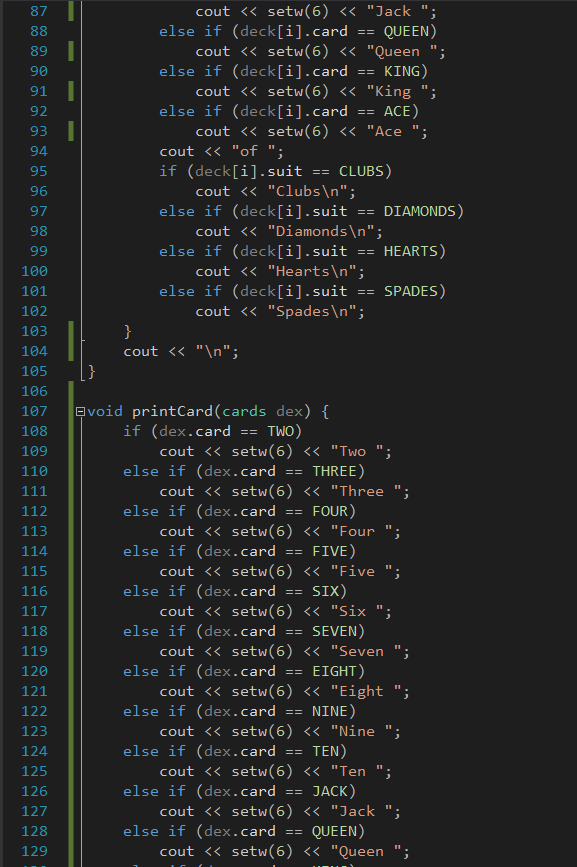 87 cout << setw(6) << "Jack ";
88 else if (deck[i].card == QUEEN)
89 cout << setw(6) << "Queen ";
90 else if (deck[i].card == KING)
91 cout << setw(6) << "King ";
92 else if (deck[i].card == ACE)
93 cout << setw(6) << "Ace ";
94 cout << "of ";
95 if (deck[i].suit == CLUBS)
96 cout << "Clubs\n";
97 else if (deck[i].suit == DIAMONDS)
98 cout << "Diamonds\n";
99 else if (deck[i].suit == HEARTS)
100 cout << "Hearts\n";
101 else if (deck[i].suit == SPADES)
102 cout << "Spades\n";
103 }
104 cout << "\n";
105 }
106
107 void printCard(cards dex) {
108 if (dex.card == TWO)
109 cout << setw(6) << "Two ";
110 else if (dex.card == THREE)
111 cout << setw(6) << "Three ";
112 else if (dex.card == FOUR)
113 cout << setw(6) << "Four ";
114 else if (dex.card == FIVE)
115 cout << setw(6) << "Five ";
116 else if (dex.card == SIX)
117 cout << setw(6) << "Six ";
118 else if (dex.card == SEVEN)
119 cout << setw(6) << "Seven ";
120 else if (dex.card == EIGHT)
121 cout << setw(6) << "Eight ";
122 else if (dex.card == NINE)
123 cout << setw(6) << "Nine ";
124 else if (dex.card == TEN)
125 cout << setw(6) << "Ten ";
126 else if (dex.card == JACK)
127 cout << setw(6) << "Jack ";
128 else if (dex.card == QUEEN)
129 cout << setw(6) << "Queen ";